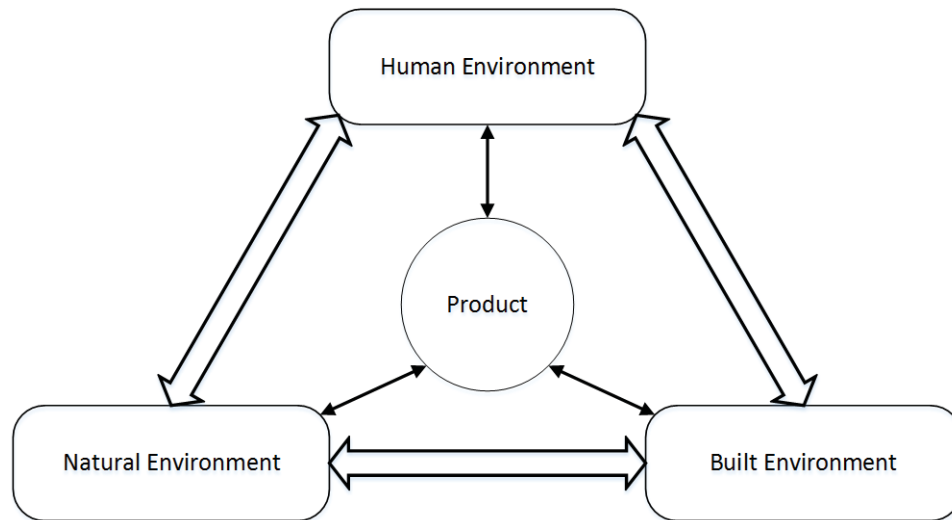 Human Environment
Product
Natural Environment
Built Environment